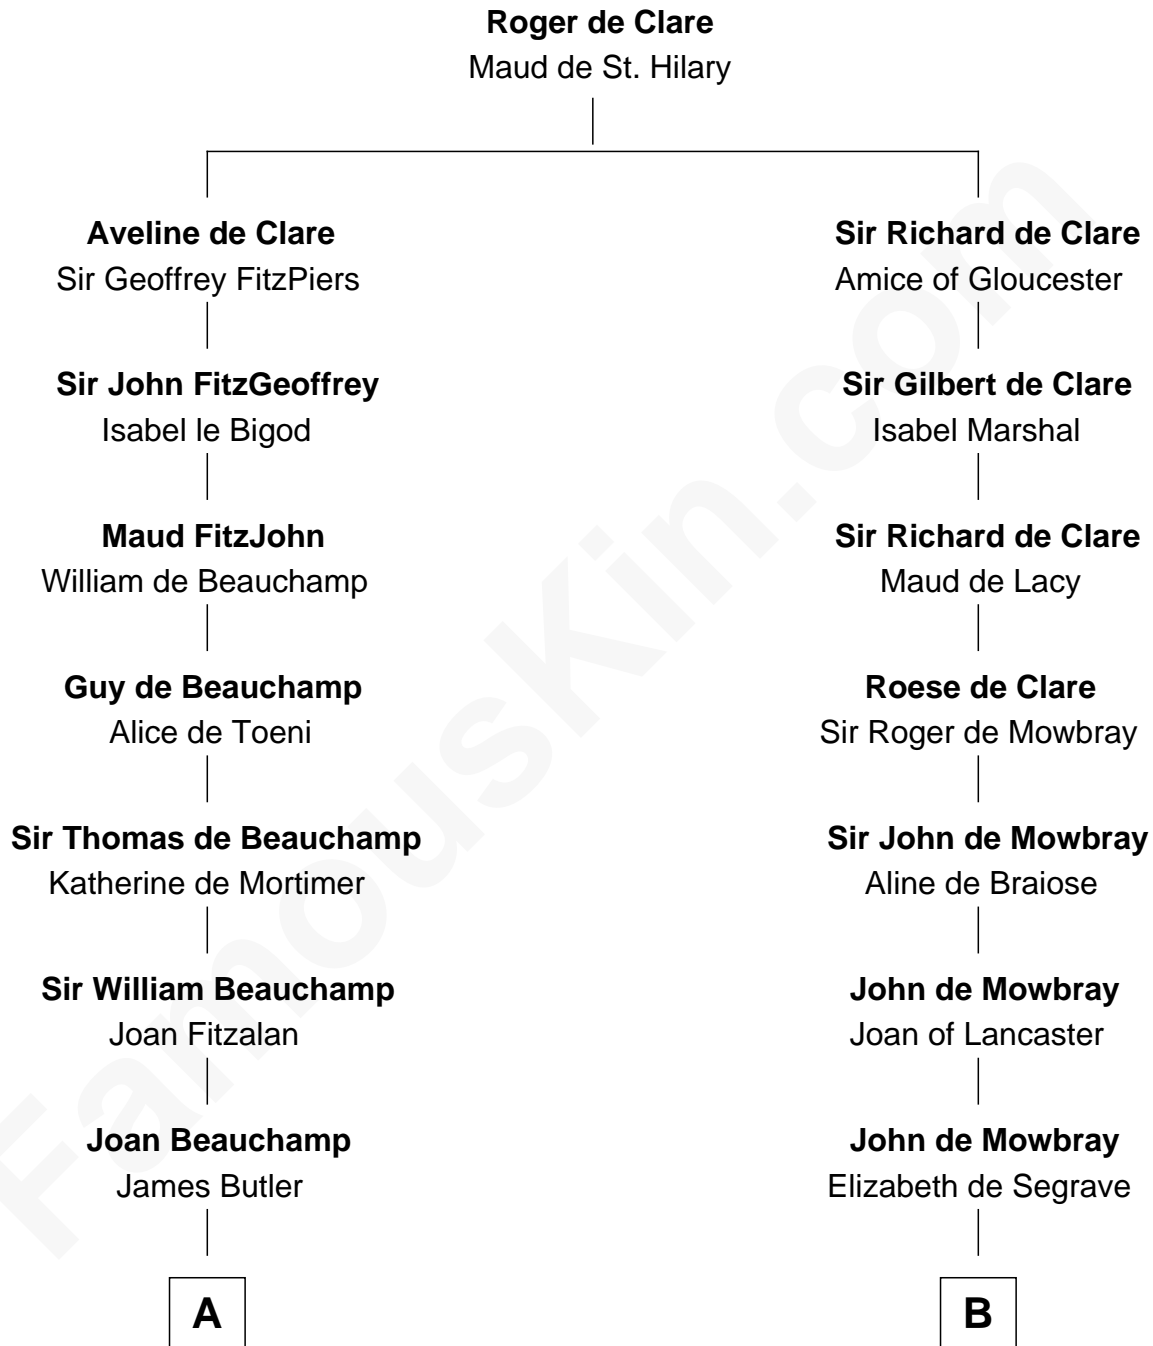 Roger de Clare
Maud de St. Hilary
Aveline de Clare
Sir Geoffrey FitzPiers
Sir Richard de Clare
Amice of Gloucester
Sir John FitzGeoffrey
Isabel le Bigod
Sir Gilbert de Clare
Isabel Marshal
Maud FitzJohn
William de Beauchamp
Sir Richard de Clare
Maud de Lacy
Guy de Beauchamp
Alice de Toeni
Roese de Clare
Sir Roger de Mowbray
Sir Thomas de Beauchamp
Katherine de Mortimer
Sir John de Mowbray
Aline de Braiose
Sir William Beauchamp
Joan Fitzalan
John de Mowbray
Joan of Lancaster
Joan Beauchamp
James Butler
John de Mowbray
Elizabeth de Segrave
A
B
FamousKin.com